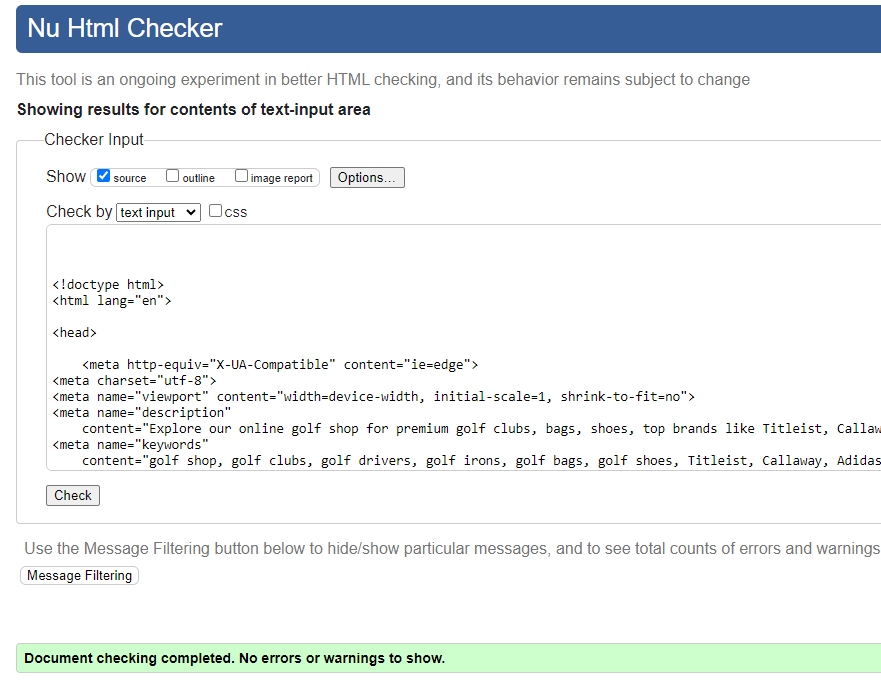 Nu Html Checker
This tool is an ongoing experiment in better HTML checking, and its behavior remains subject to change
Showing results for contents of text-input area
Checker Input
Show source outline image report Options...
Check by text input css
<!doctype html>
<html lang="en">
<head>
<meta http-equiv="X-UA-Compatible" content="ie=edge">
<meta charset="utf-8">
<meta name="viewport" content="width=device-width, initial-scale=1, shrink-to-fit=no">
<meta name="description"
content="Explore our online golf shop for premium golf clubs, bags, shoes, top brands like Titleist, Callaw
<meta name="keywords"
content="golf shop, golf clubs, golf drivers, golf irons, golf bags, golf shoes, Titleist, Callaway, Adidas
Check
Use the Message Filtering button below to hide/show particular messages, and to see total counts of errors and warnings
Message Filtering
Document checking completed. No errors or warnings to show.